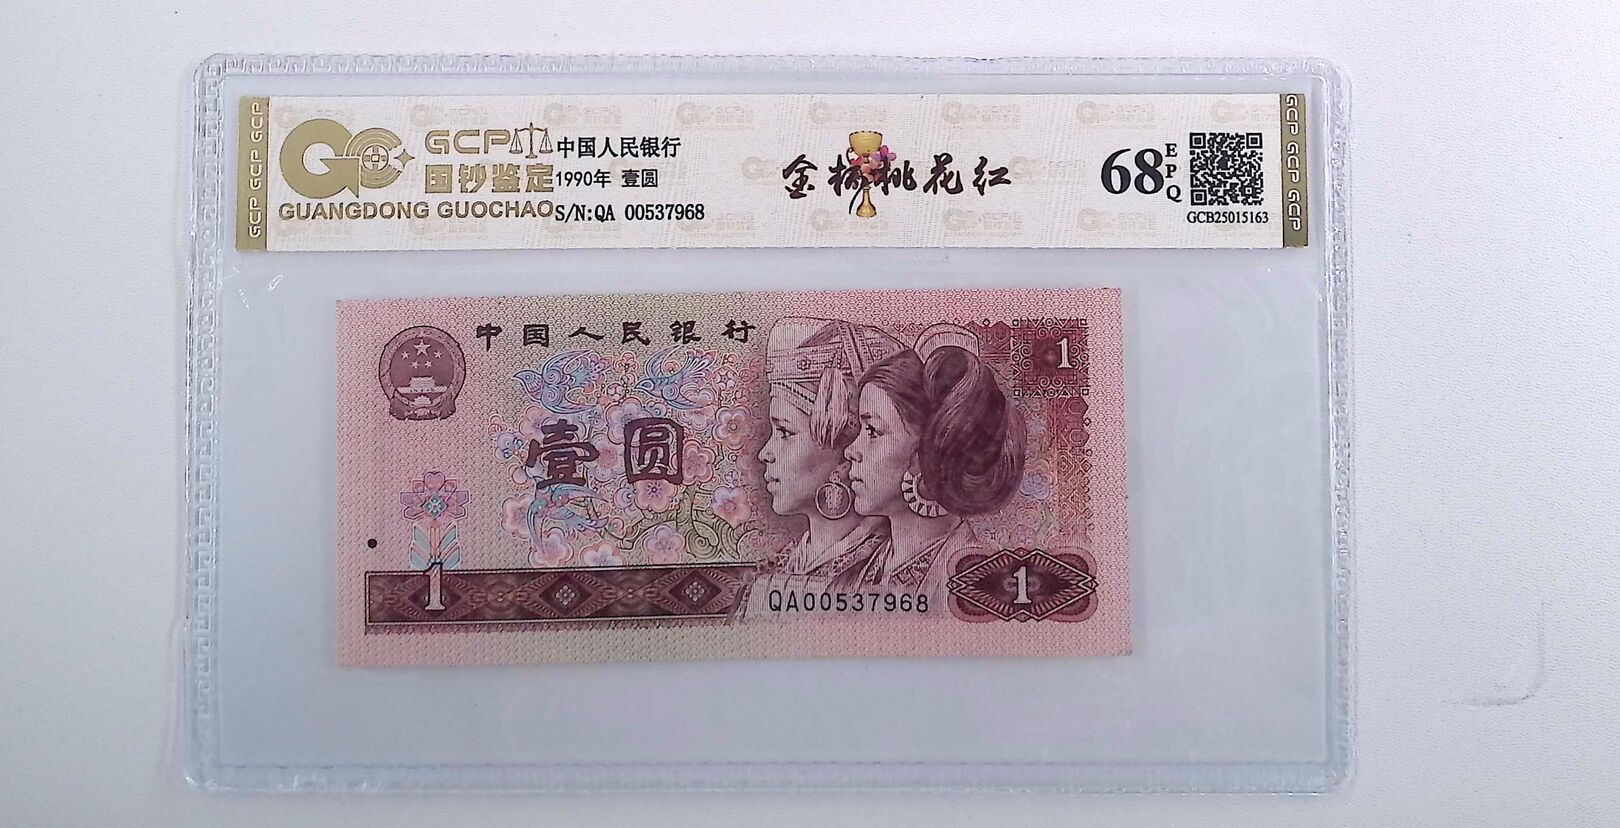 GCP GCP GCP
GCP
国钞鉴定
GUANGDONG GUOCHAO
中国人民银行
1990年 壹圆
S/N:QA 00537968
金杯桃花红
68
EPQ
GCB25015163
GCP GCP GCP
中国人民银行
1
壹圆
1
QA00537968
1